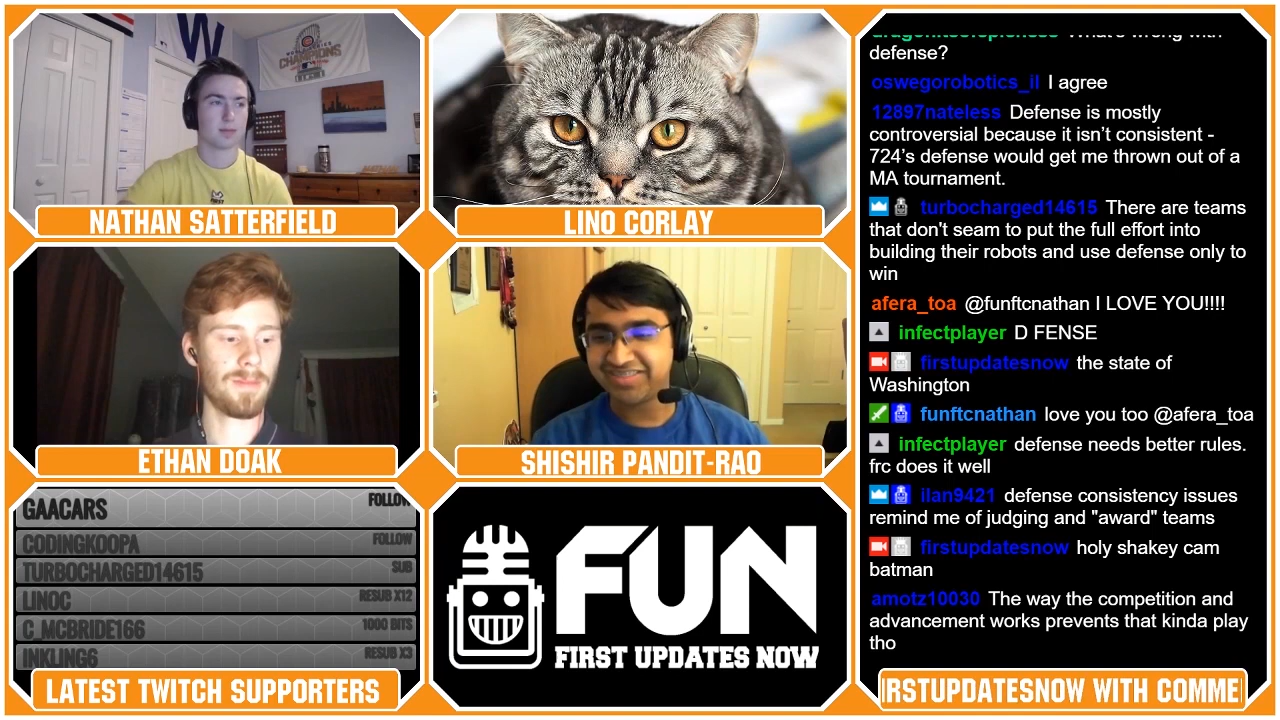 W
CHAMPIONS
NATHAN SATTERFIELD
LINO CORLAY
ETHAN DOAK
SHISHIR PANDIT-RAO
GAACARS FOLLOW
CODINGKOOPA FOLLOW
TURBOCHARGED14615 SUB
LINOC RESUB X12
C_MCBRIDE166 1000 BITS
INKLING6 RESUB X3
LATEST TWITCH SUPPORTERS
FUN
FIRST UPDATES NOW
What's wrong with
defense?
oswegorobotics_il I agree
12897nateless Defense is mostly
controversial because it isn't consistent -
724's defense would get me thrown out of a
MA tournament.
turbocharged14615 There are teams
that don't seam to put the full effort into
building their robots and use defense only to
win
afera_toa @funftcnathan I LOVE YOU!!!!
infectplayer D FENSE
firstupdatesnow the state of
Washington
funftcnathan love you too @afera_toa
infectplayer defense needs better rules.
frc does it well
ilan9421 defense consistency issues
remind me of judging and "award" teams
firstupdatesnow holy shakey cam
batman
amotz10030 The way the competition and
advancement works prevents that kinda play
tho
IRSTUPDATESNOW WITH COMME